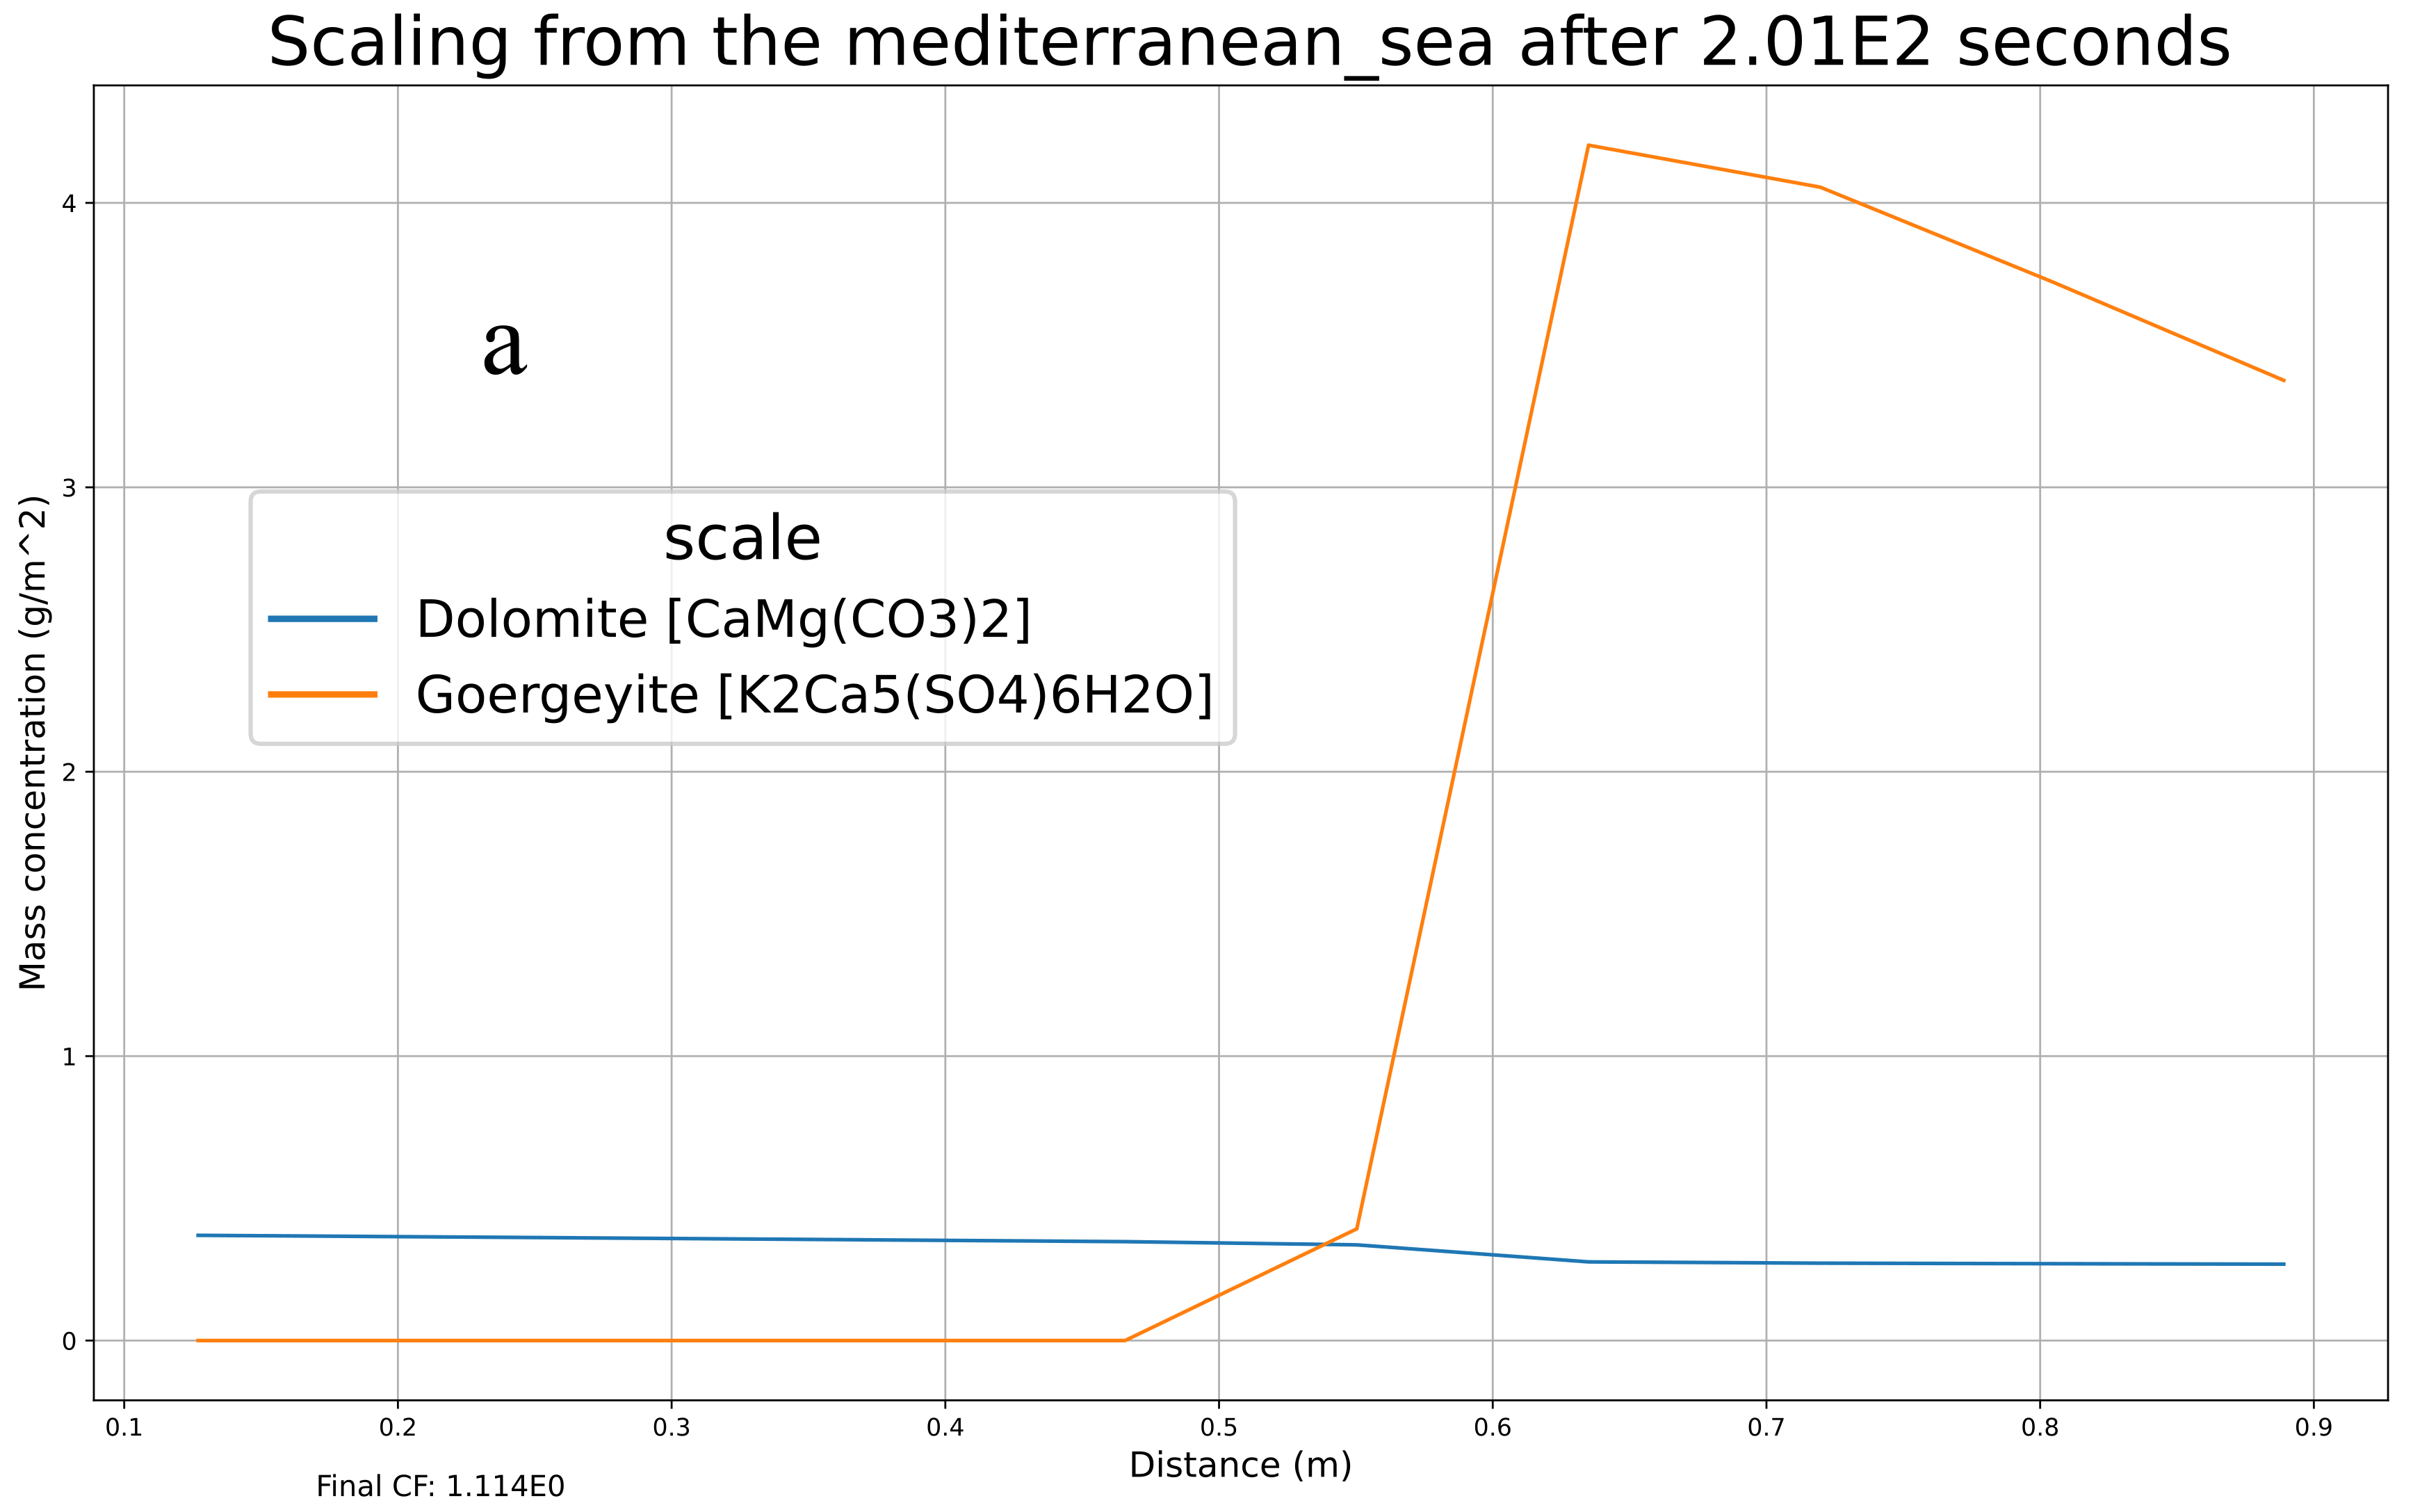 Scaling from the mediterranean_sea after 2.01E2 seconds
4
a
3
scale
Dolomite [CaMg(CO3)2]
Goergeyite [K2Ca5(SO4)6H2O]
Mass concentration (g/m^2)
2
1
0
0.1 0.2 0.3 0.4 0.5 0.6 0.7 0.8 0.9
Distance (m)
Final CF: 1.114E0